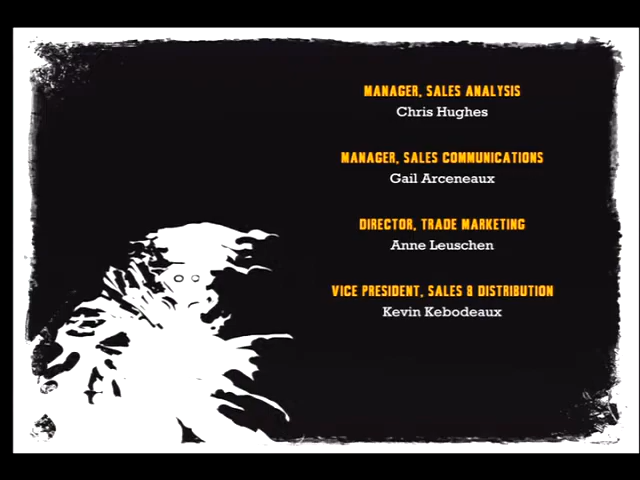 MANAGER, SALES ANALYSIS
Chris Hughes
MANAGER, SALES COMMUNICATIONS
Gail Arceneaux
DIRECTOR, TRADE MARKETING
Anne Leuschen
VICE PRESIDENT, SALES & DISTRIBUTION
Kevin Kebodeaux